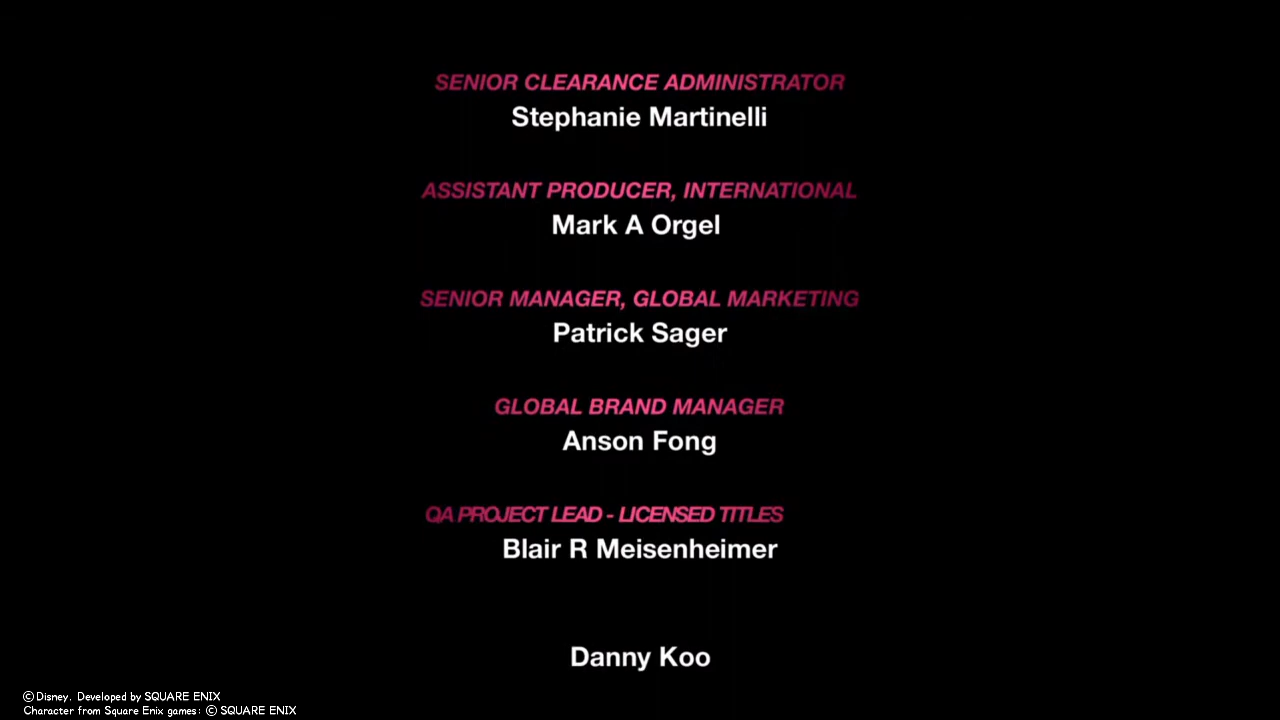 SENIOR CLEARANCE ADMINISTRATOR
Stephanie Martinelli
ASSISTANT PRODUCER, INTERNATIONAL
Mark A Orgel
SENIOR MANAGER, GLOBAL MARKETING
Patrick Sager
GLOBAL BRAND MANAGER
Anson Fong
QA PROJECT LEAD - LICENSED TITLES
Blair R Meisenheimer
Danny Koo
© Disney. Developed by SQUARE ENIX
Character from Square Enix games: © SQUARE ENIX